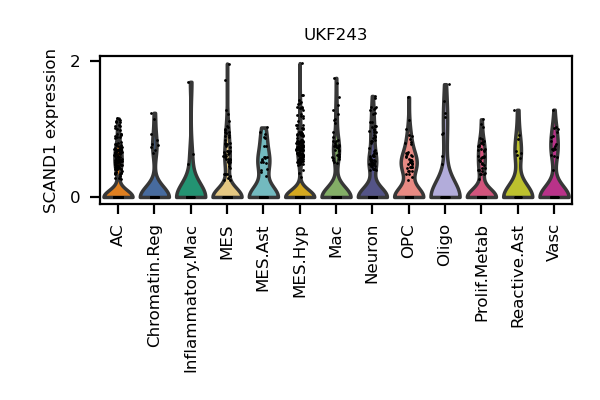 UKF243
SCAND1 expression
2
0
AC
Chromatin.Reg
Inflammatory.Mac
MES
MES.Ast
MES.Hyp
Mac
Neuron
OPC
Oligo
Prolif.Metab
Reactive.Ast
Vasc